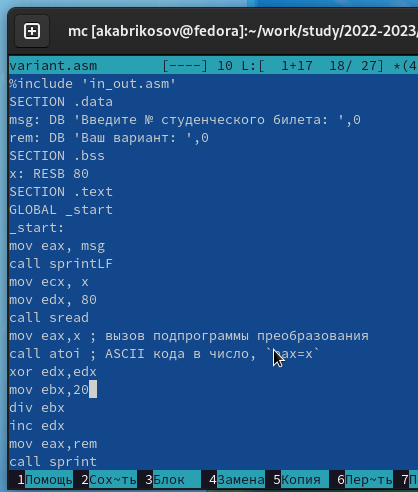 mc [akabrikosov@fedora]:~/work/study/2022-2023/
variant.asm [----] 10 L:[ 1+17 18/ 27] *(4
%include 'in_out.asm'
SECTION .data
msg: DB 'Введите № студенческого билета: ',0
rem: DB 'Ваш вариант: ',0
SECTION .bss
x: RESB 80
SECTION .text
GLOBAL _start
_start:
mov eax, msg
call sprintLF
mov ecx, x
mov edx, 80
call sread
mov eax,x ; вызов подпрограммы преобразования
call atoi ; ASCII кода в число, `eax=x`
xor edx,edx
mov ebx,20
div ebx
inc edx
mov eax,rem
call sprint
1Помощь 2Сох~ть 3Блок 4Замена 5Копия 6Пер~ть 7П